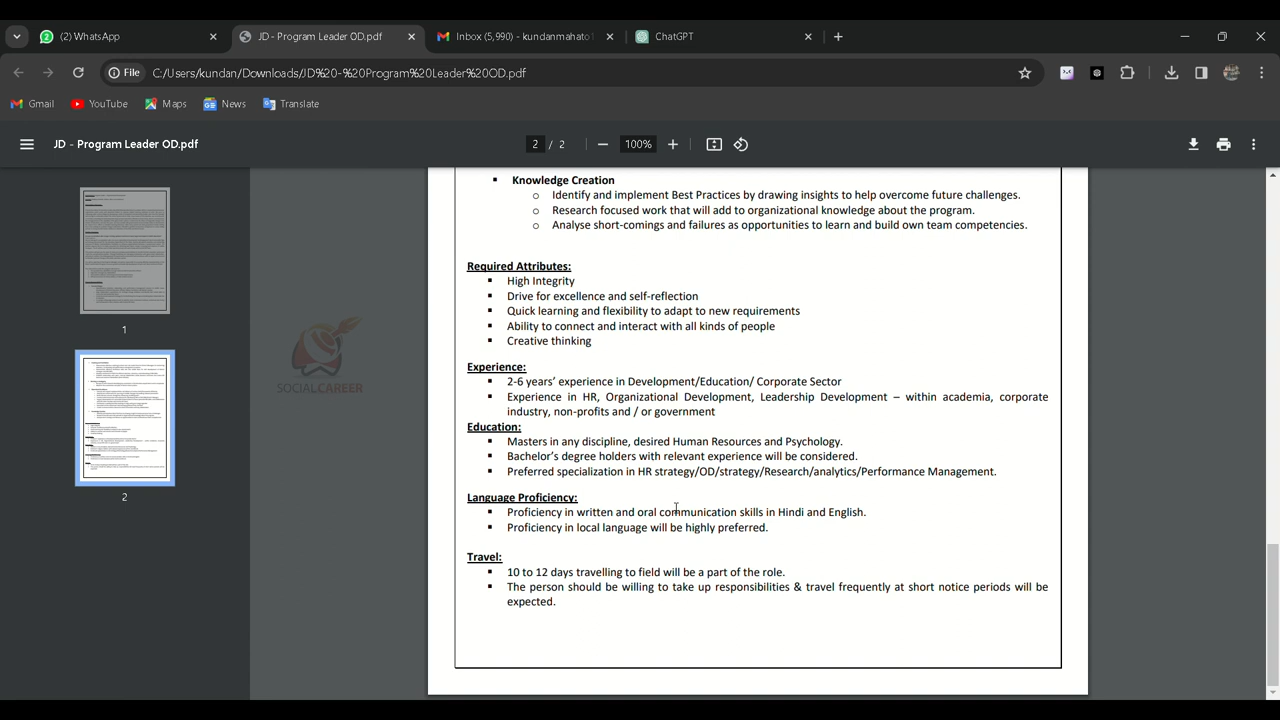 (2) WhatsApp
JD - Program Leader OD.pdf
Inbox (5,990) - kundanmahato
ChatGPT
File
C:/Users/kundan/Downloads/JD%20-%20Program%20Leader%20OD.pdf
Gmail
YouTube
Maps
News
Translate
JD - Program Leader OD.pdf
2 / 2
100%
1
2
SOCIALCAREER
▪ Knowledge Creation
o Identify and implement Best Practices by drawing insights to help overcome future challenges.
o Research focused work that will add to organizational knowledge about the program.
o Analyse short-comings and failures as opportunities to learn and build own team competencies.
Required Attributes:
▪ High Integrity
▪ Drive for excellence and self-reflection
▪ Quick learning and flexibility to adapt to new requirements
▪ Ability to connect and interact with all kinds of people
▪ Creative thinking
Experience:
▪ 2-6 years' experience in Development/Education/ Corporate Sector
▪ Experience in HR, Organizational Development, Leadership Development – within academia, corporate
industry, non-profits and / or government
Education:
▪ Masters in any discipline, desired Human Resources and Psychology.
▪ Bachelor's degree holders with relevant experience will be considered.
▪ Preferred specialization in HR strategy/OD/strategy/Research/analytics/Performance Management.
Language Proficiency:
▪ Proficiency in written and oral communication skills in Hindi and English.
▪ Proficiency in local language will be highly preferred.
Travel:
▪ 10 to 12 days travelling to field will be a part of the role.
▪ The person should be willing to take up responsibilities & travel frequently at short notice periods will be
expected.